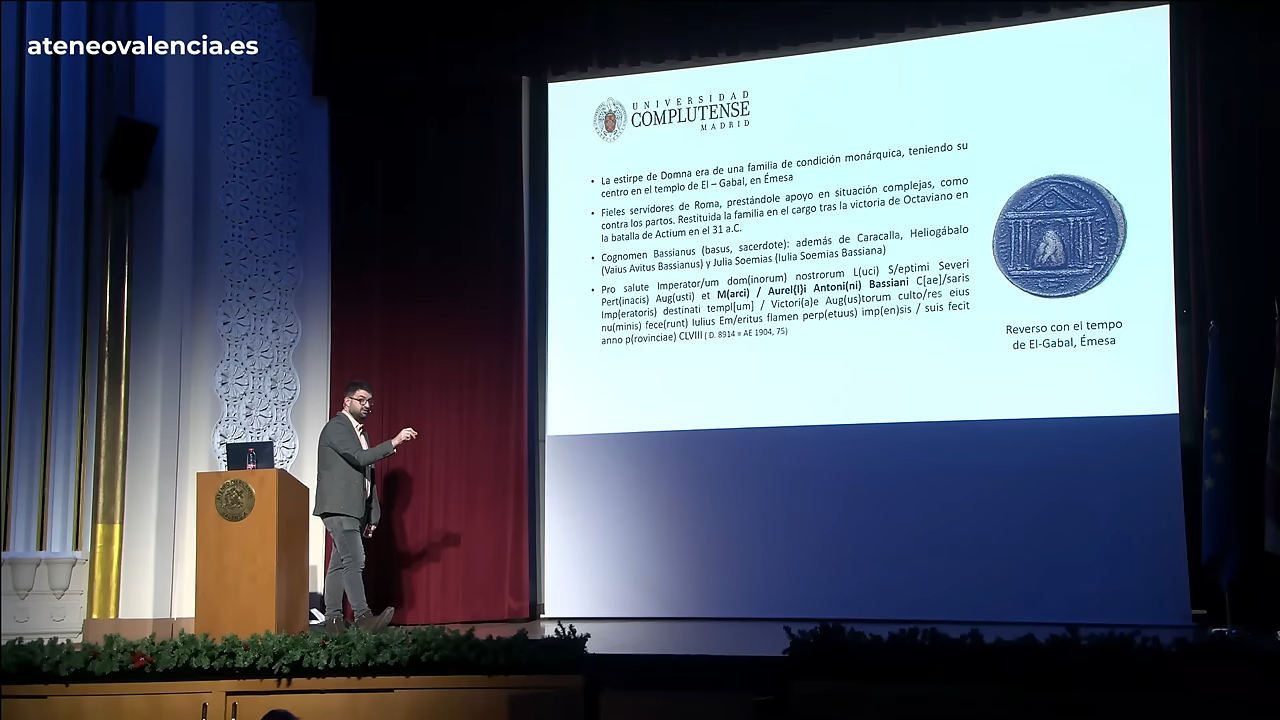 ateneovalencia.es
UNIVERSIDAD
COMPLUTENSE
MADRID
• La estirpe de Domna era de una familia de condición monárquica, teniendo su
centro en el templo de El – Gabal, en Émesa
• Fieles servidores de Roma, prestándole apoyo en situación complejas, como
contra los partos. Restituida la familia en el cargo tras la victoria de Octaviano en
la batalla de Actium en el 31 a.C.
• Cognomen Bassianus (basus, sacerdote): además de Caracalla, Heliogábalo
(Vaius Avitus Bassianus) y Julia Soemias (Iulia Soemias Bassiana)
• Pro salute Imperator/um dom(inorum) nostrorum L(uci) S/eptimi Severi
Pert(inacis) Aug(usti) et M(arci) / Aurel(l)i Antoni(ni) Bassiani C[ae]/saris
Imp(eratoris) destinati templ[um] / Victori(a)e Aug(us)torum culto/res eius
nu(minis) fece(runt) Iulius Em/eritus flamen perp(etuus) imp(en)sis / suis fecit
anno p(rovinciae) CLVIII ( D. 8914 = AE 1904, 75)
Reverso con el tempo
de El-Gabal, Émesa